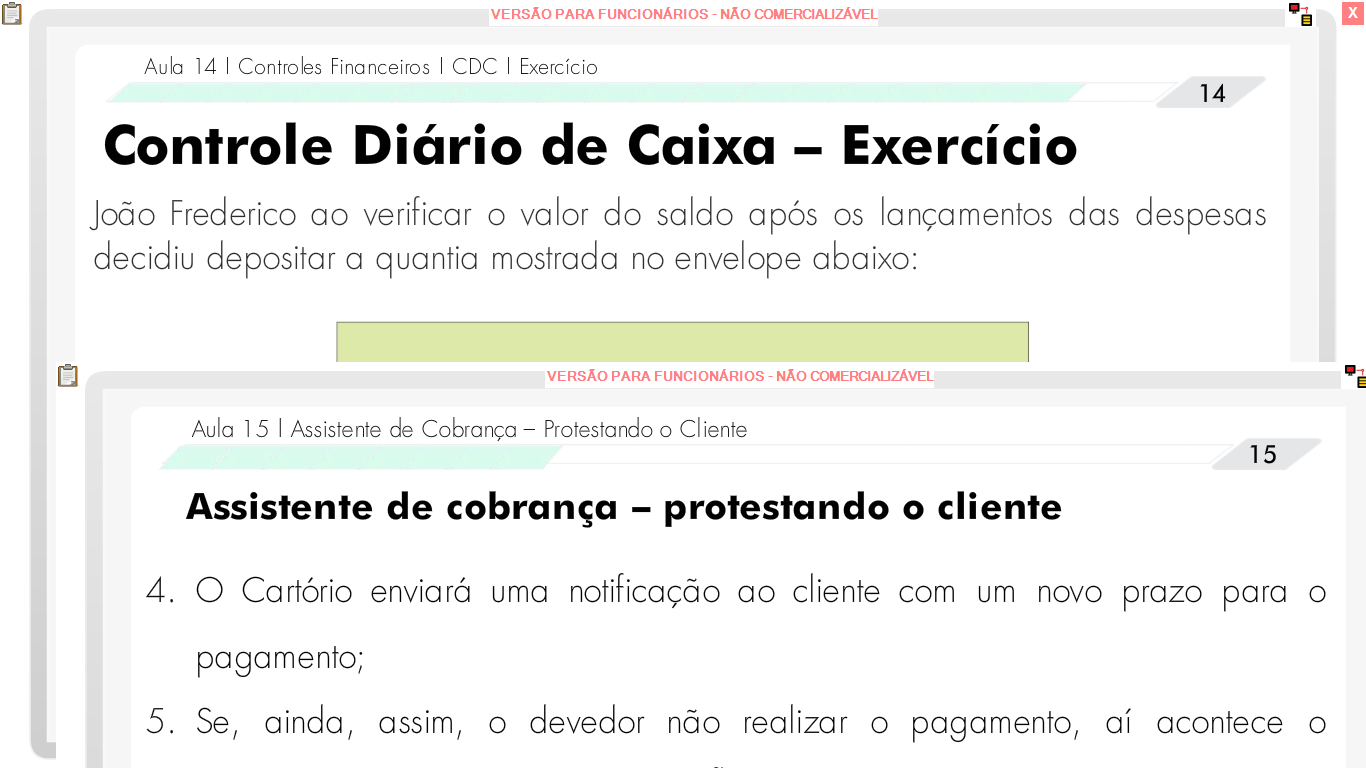 VERSÃO PARA FUNCIONÁRIOS - NÃO COMERCIALIZÁVEL
X
Aula 14 | Controles Financeiros | CDC | Exercício
14
Controle Diário de Caixa – Exercício
João Frederico ao verificar o valor do saldo após os lançamentos das despesas
decidiu depositar a quantia mostrada no envelope abaixo:
VERSÃO PARA FUNCIONÁRIOS - NÃO COMERCIALIZÁVEL
Aula 15 | Assistente de Cobrança – Protestando o Cliente
15
Assistente de cobrança – protestando o cliente
4. O Cartório enviará uma notificação ao cliente com um novo prazo para o
pagamento;
5. Se, ainda, assim, o devedor não realizar o pagamento, aí acontece o